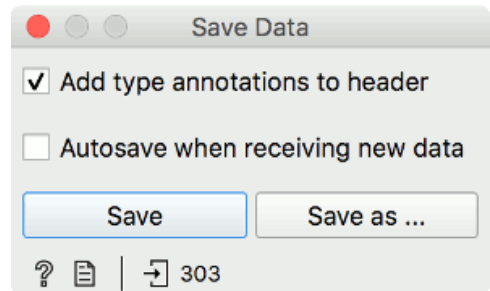 Save Data
Add type annotations to header
Autosave when receiving new data
Save
Save as ...
? 303